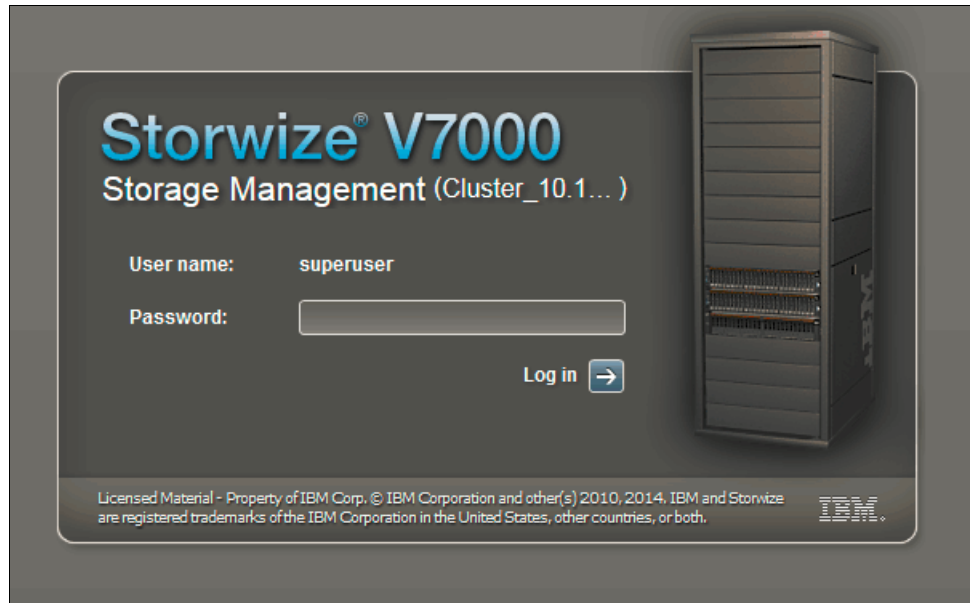 Storwize® V7000
Storage Management (Cluster_10.1... )
User name: superuser
Password:
Log in
IBM
Licensed Material - Property of IBM Corp. © IBM Corporation and other(s) 2010, 2014. IBM and Storwize
are registered trademarks of the IBM Corporation in the United States, other countries, or both.
IBM.